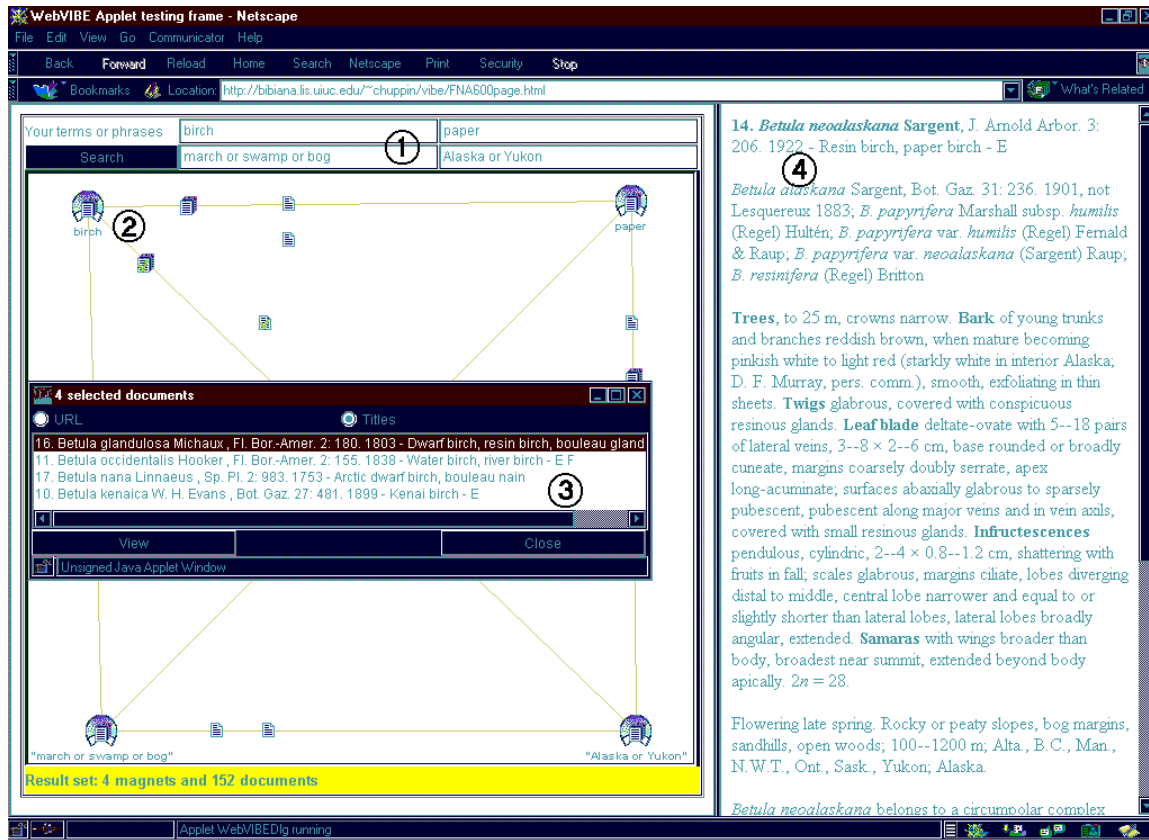 WebVIBE Applet testing frame - Netscape
File Edit View Go Communicator Help
Back Forward Reload Home Search Netscape Print Security Stop
Bookmarks Location: http://bibiana.lis.uiuc.edu/~chuppin/vibe/FNA600page.html What's Related
Your terms or phrases birch paper
Search march or swamp or bog Alaska or Yukon
1
2
birch
paper
4 selected documents
URL Titles
16. Betula glandulosa Michaux , Fl. Bor.-Amer. 2: 180. 1803 - Dwarf birch, resin birch, bouleau gland
11. Betula occidentalis Hooker , Fl. Bor.-Amer. 2: 155. 1838 - Water birch, river birch - E F
17. Betula nana Linnaeus , Sp. Pl. 2: 983. 1753 - Arctic dwarf birch, bouleau nain
10. Betula kenaica W. H. Evans , Bot. Gaz. 27: 481. 1899 - Kenai birch - E
3
View Close
Unsigned Java Applet Window
"march or swamp or bog"
"Alaska or Yukon"
Result set: 4 magnets and 152 documents
14. Betula neoalaskana Sargent, J. Arnold Arbor. 3:
206. 1922 - Resin birch, paper birch - E
4
Betula alaskana Sargent, Bot. Gaz. 31: 236. 1901, not
Lesquereux 1883; B. papyrifera Marshall subsp. humilis
(Regel) Hultén; B. papyrifera var. humilis (Regel) Fernald
& Raup; B. papyrifera var. neoalaskana (Sargent) Raup;
B. resinifera (Regel) Britton
Trees, to 25 m, crowns narrow. Bark of young trunks
and branches reddish brown, when mature becoming
pinkish white to light red (starkly white in interior Alaska;
D. F. Murray, pers. comm.), smooth, exfoliating in thin
sheets. Twigs glabrous, covered with conspicuous
resinous glands. Leaf blade deltate-ovate with 5--18 pairs
of lateral veins, 3--8 × 2--6 cm, base rounded or broadly
cuneate, margins coarsely doubly serrate, apex
long-acuminate; surfaces abaxially glabrous to sparsely
pubescent, pubescent along major veins and in vein axils,
covered with small resinous glands. Infructescences
pendulous, cylindric, 2--4 × 0.8--1.2 cm, shattering with
fruits in fall; scales glabrous, margins ciliate, lobes diverging
distal to middle, central lobe narrower and equal to or
slightly shorter than lateral lobes, lateral lobes broadly
angular, extended. Samaras with wings broader than
body, broadest near summit, extended beyond body
apically. 2n = 28.
Flowering late spring. Rocky or peaty slopes, bog margins,
sandhills, open woods; 100--1200 m; Alta., B.C., Man.,
N.W.T., Ont., Sask., Yukon; Alaska.
Betula neoalaskana belongs to a circumpolar complex
Applet WebVIBEDlg running